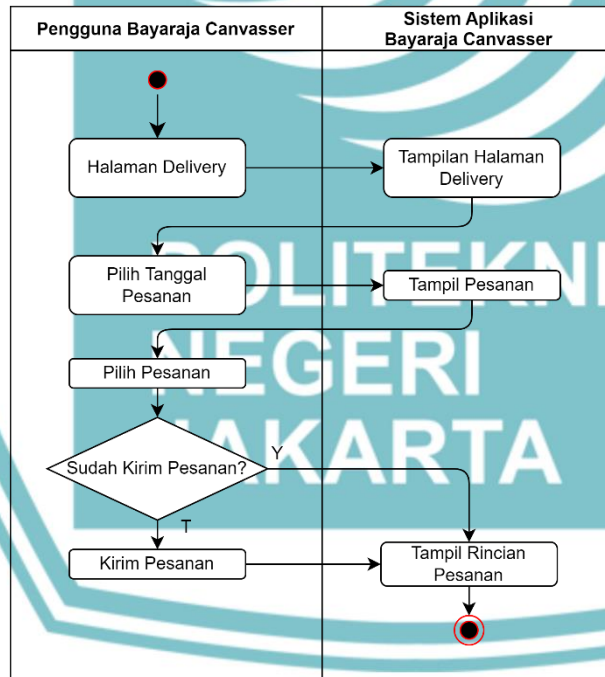 Pengguna Bayaraja Canvasser
Sistem Aplikasi
Bayaraja Canvasser
Halaman Delivery
Tampilan Halaman
Delivery
Pilih Tanggal
Pesanan
Tampil Pesanan
Pilih Pesanan
Sudah Kirim Pesanan?
Y
T
Kirim Pesanan
Tampil Rincian
Pesanan
POLITEKNI
NEGERI
JAKARTA